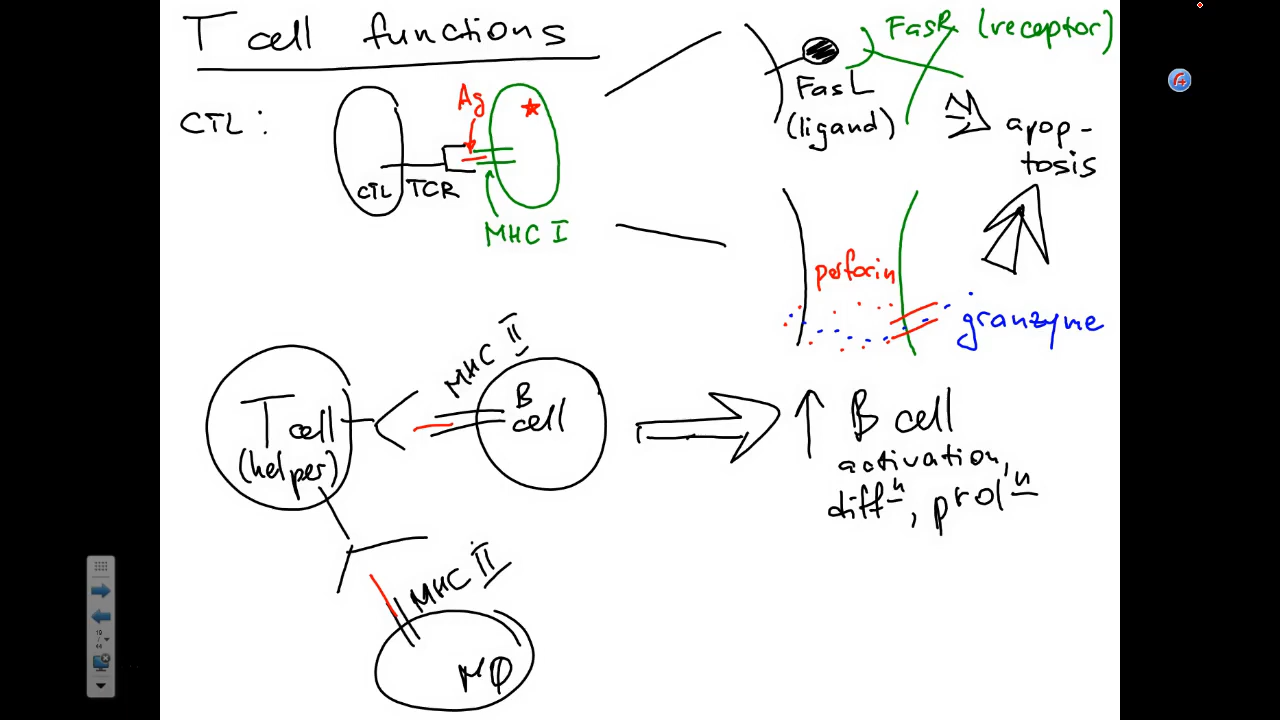 T cell functions
CTL:
Ag
CTL
TCR
MHC I
FasR (receptor)
FasL
(ligand)
apop-
tosis
perforin
granzyme
T cell
(helper)
MHC II
B
cell
↑ B cell
activation,
diffⁿ, prolⁿ
MHC II
MΦ